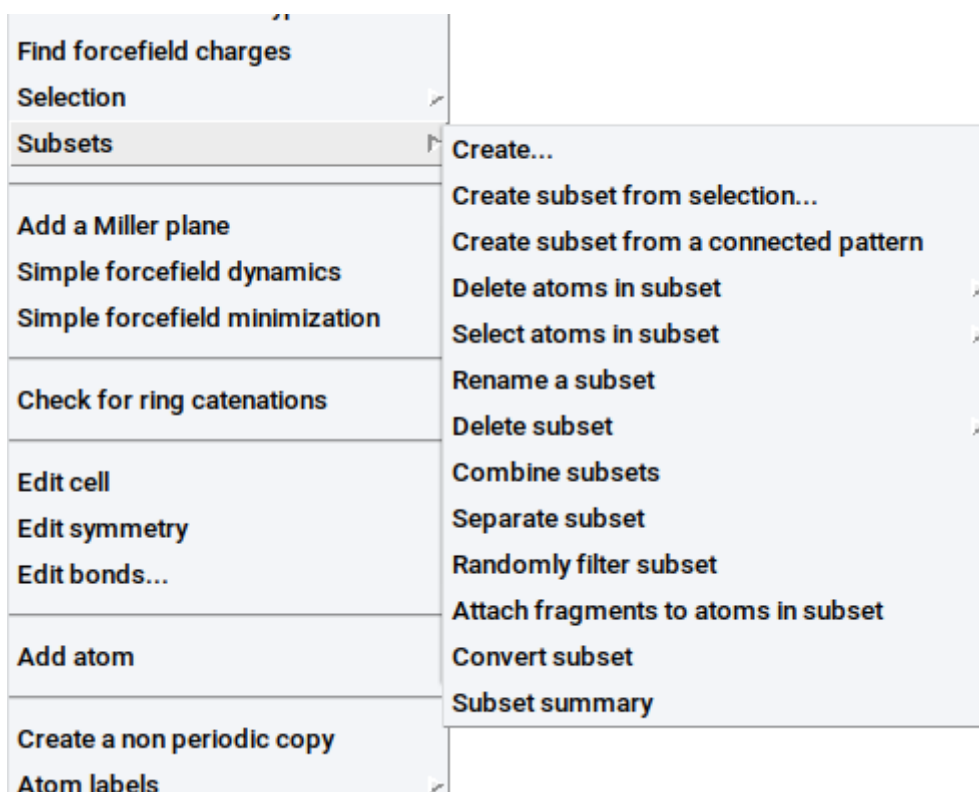 Find forcefield charges
Selection
Subsets
Add a Miller plane
Simple forcefield dynamics
Simple forcefield minimization
Check for ring catenations
Edit cell
Edit symmetry
Edit bonds...
Add atom
Create a non periodic copy
Atom labels
Create...
Create subset from selection...
Create subset from a connected pattern
Delete atoms in subset
Select atoms in subset
Rename a subset
Delete subset
Combine subsets
Separate subset
Randomly filter subset
Attach fragments to atoms in subset
Convert subset
Subset summary